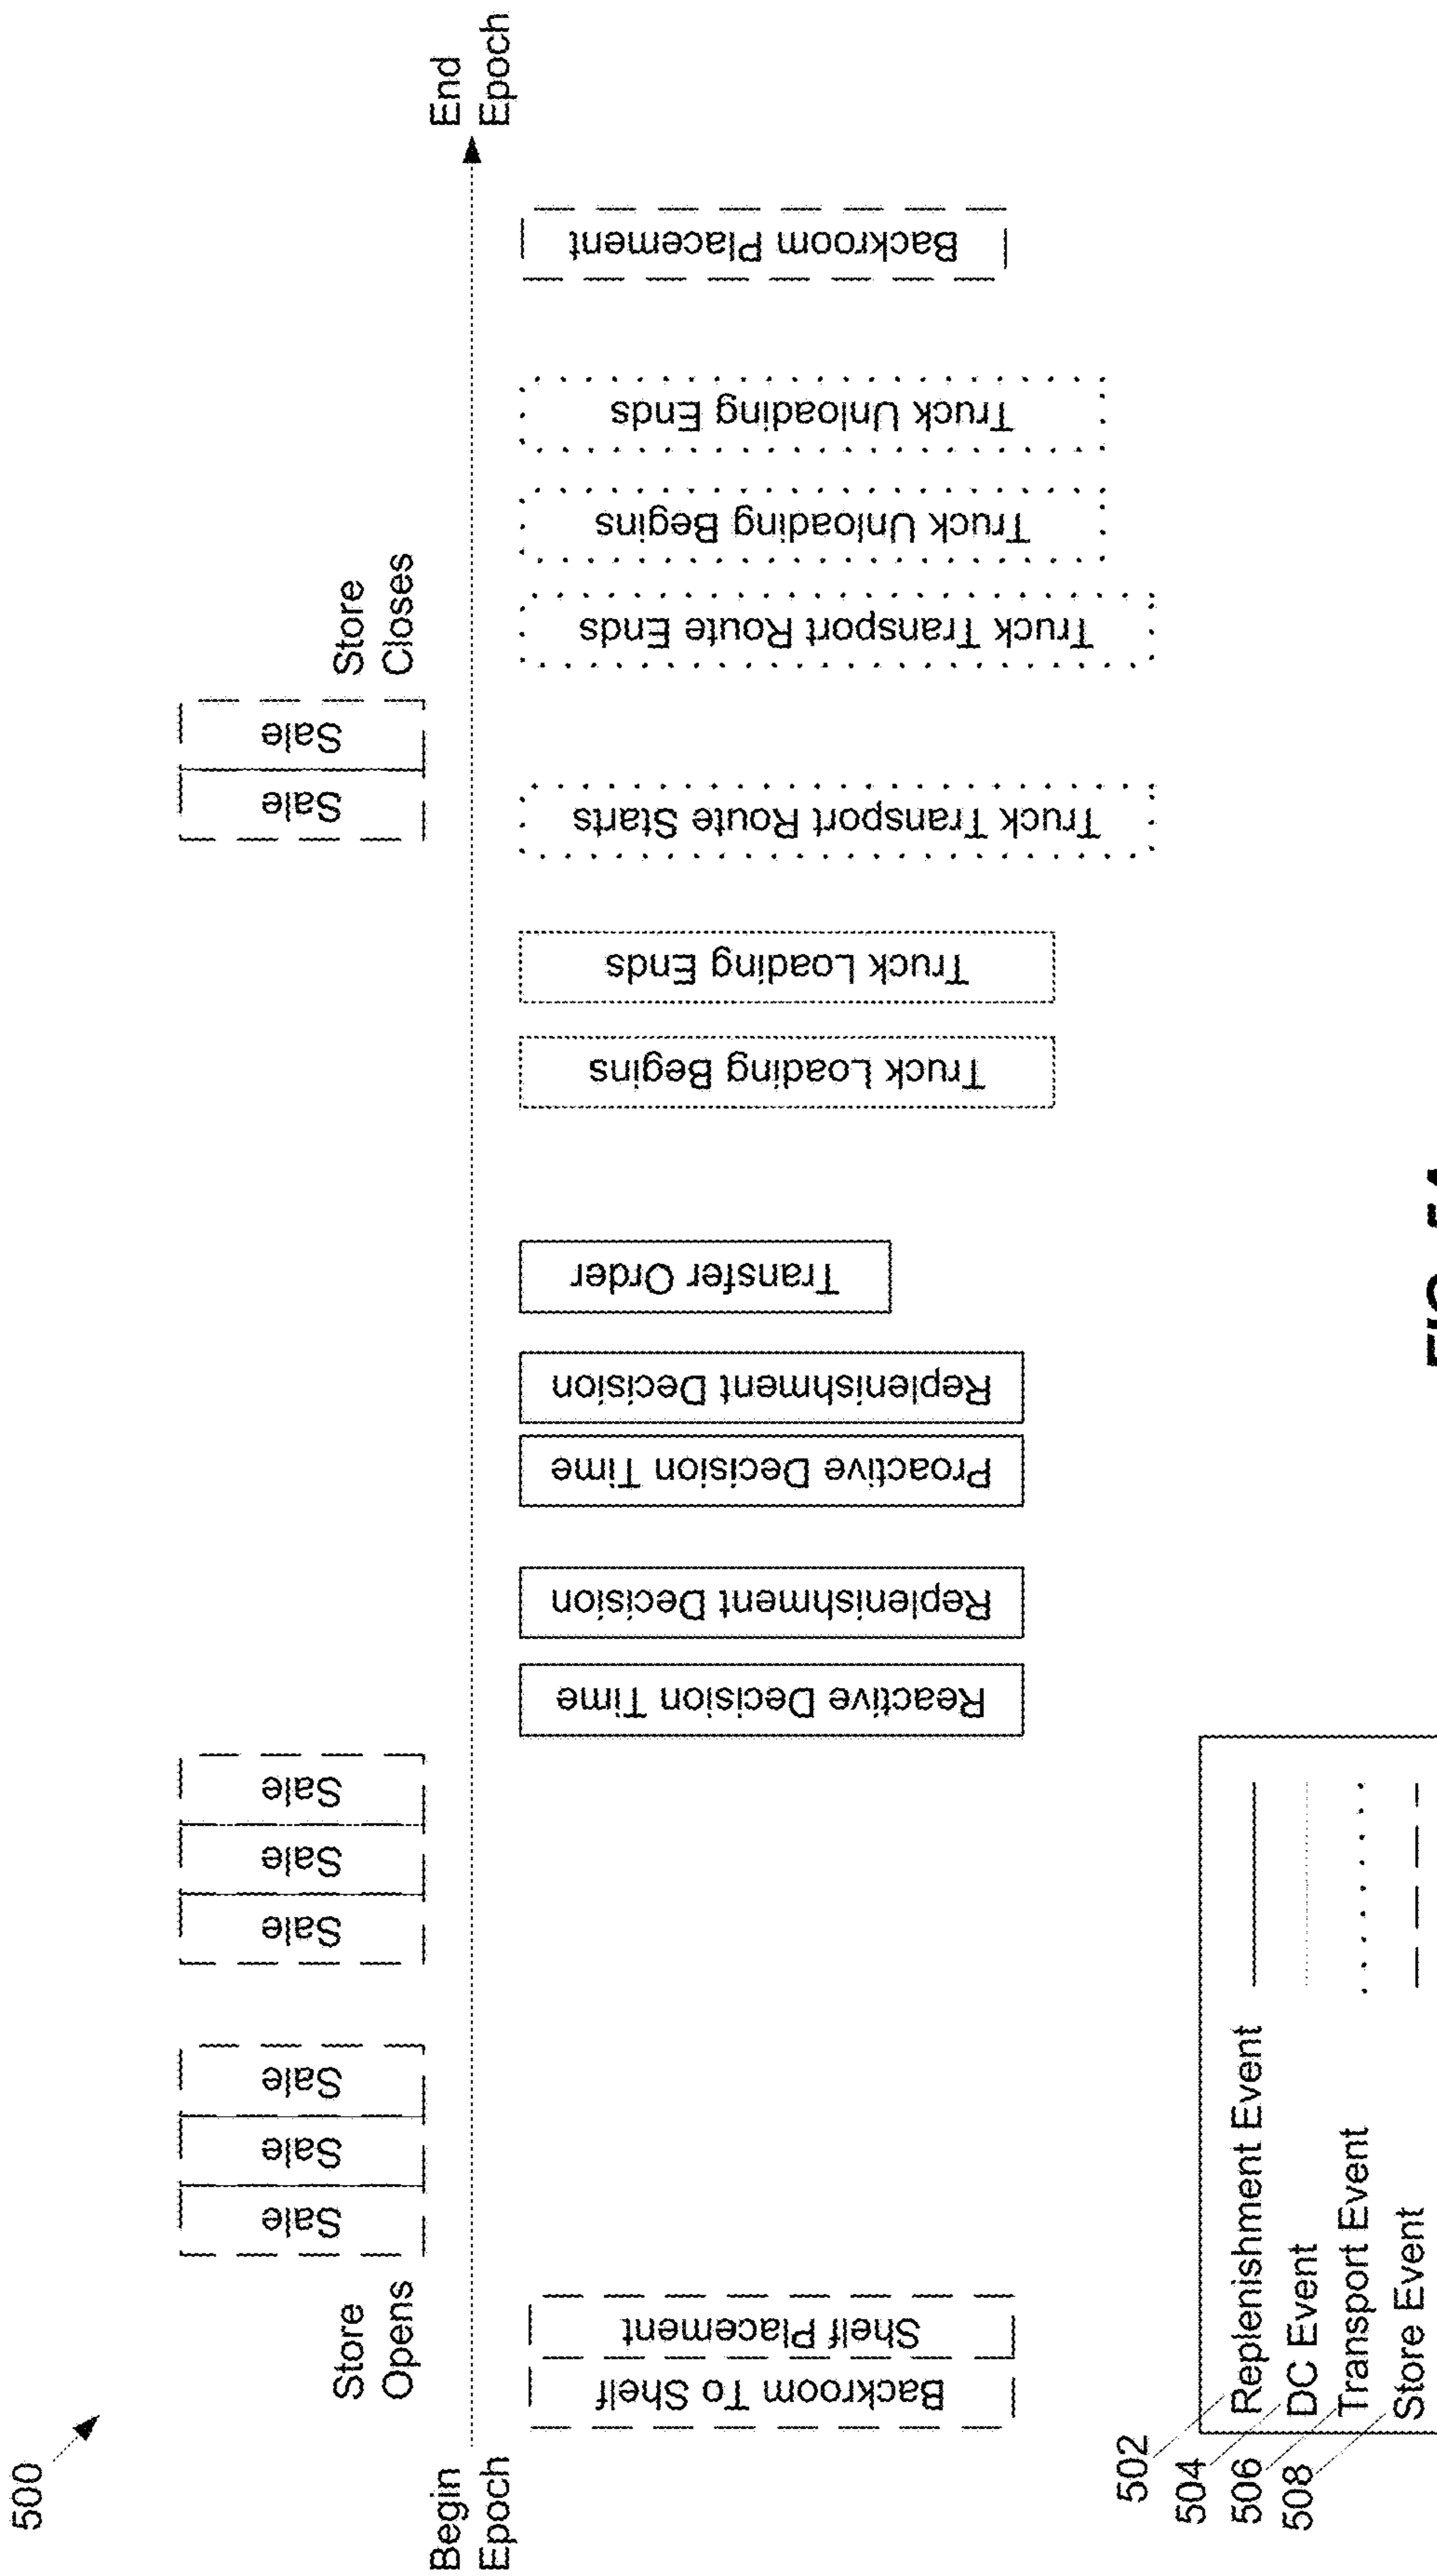 500
Begin
Epoch
End
Epoch
Store
Opens
Store
Closes
Sale
Sale
Sale
Sale
Sale
Sale
Sale
Sale
Backroom To Shelf
Shelf Placement
Reactive Decision Time
Replenishment Decision
Proactive Decision Time
Replenishment Decision
Transfer Order
Truck Loading Begins
Truck Loading Ends
Truck Transport Route Starts
Truck Transport Route Ends
Truck Unloading Begins
Truck Unloading Ends
Backroom Placement
502
Replenishment Event
504
DC Event
506
Transport Event
508
Store Event